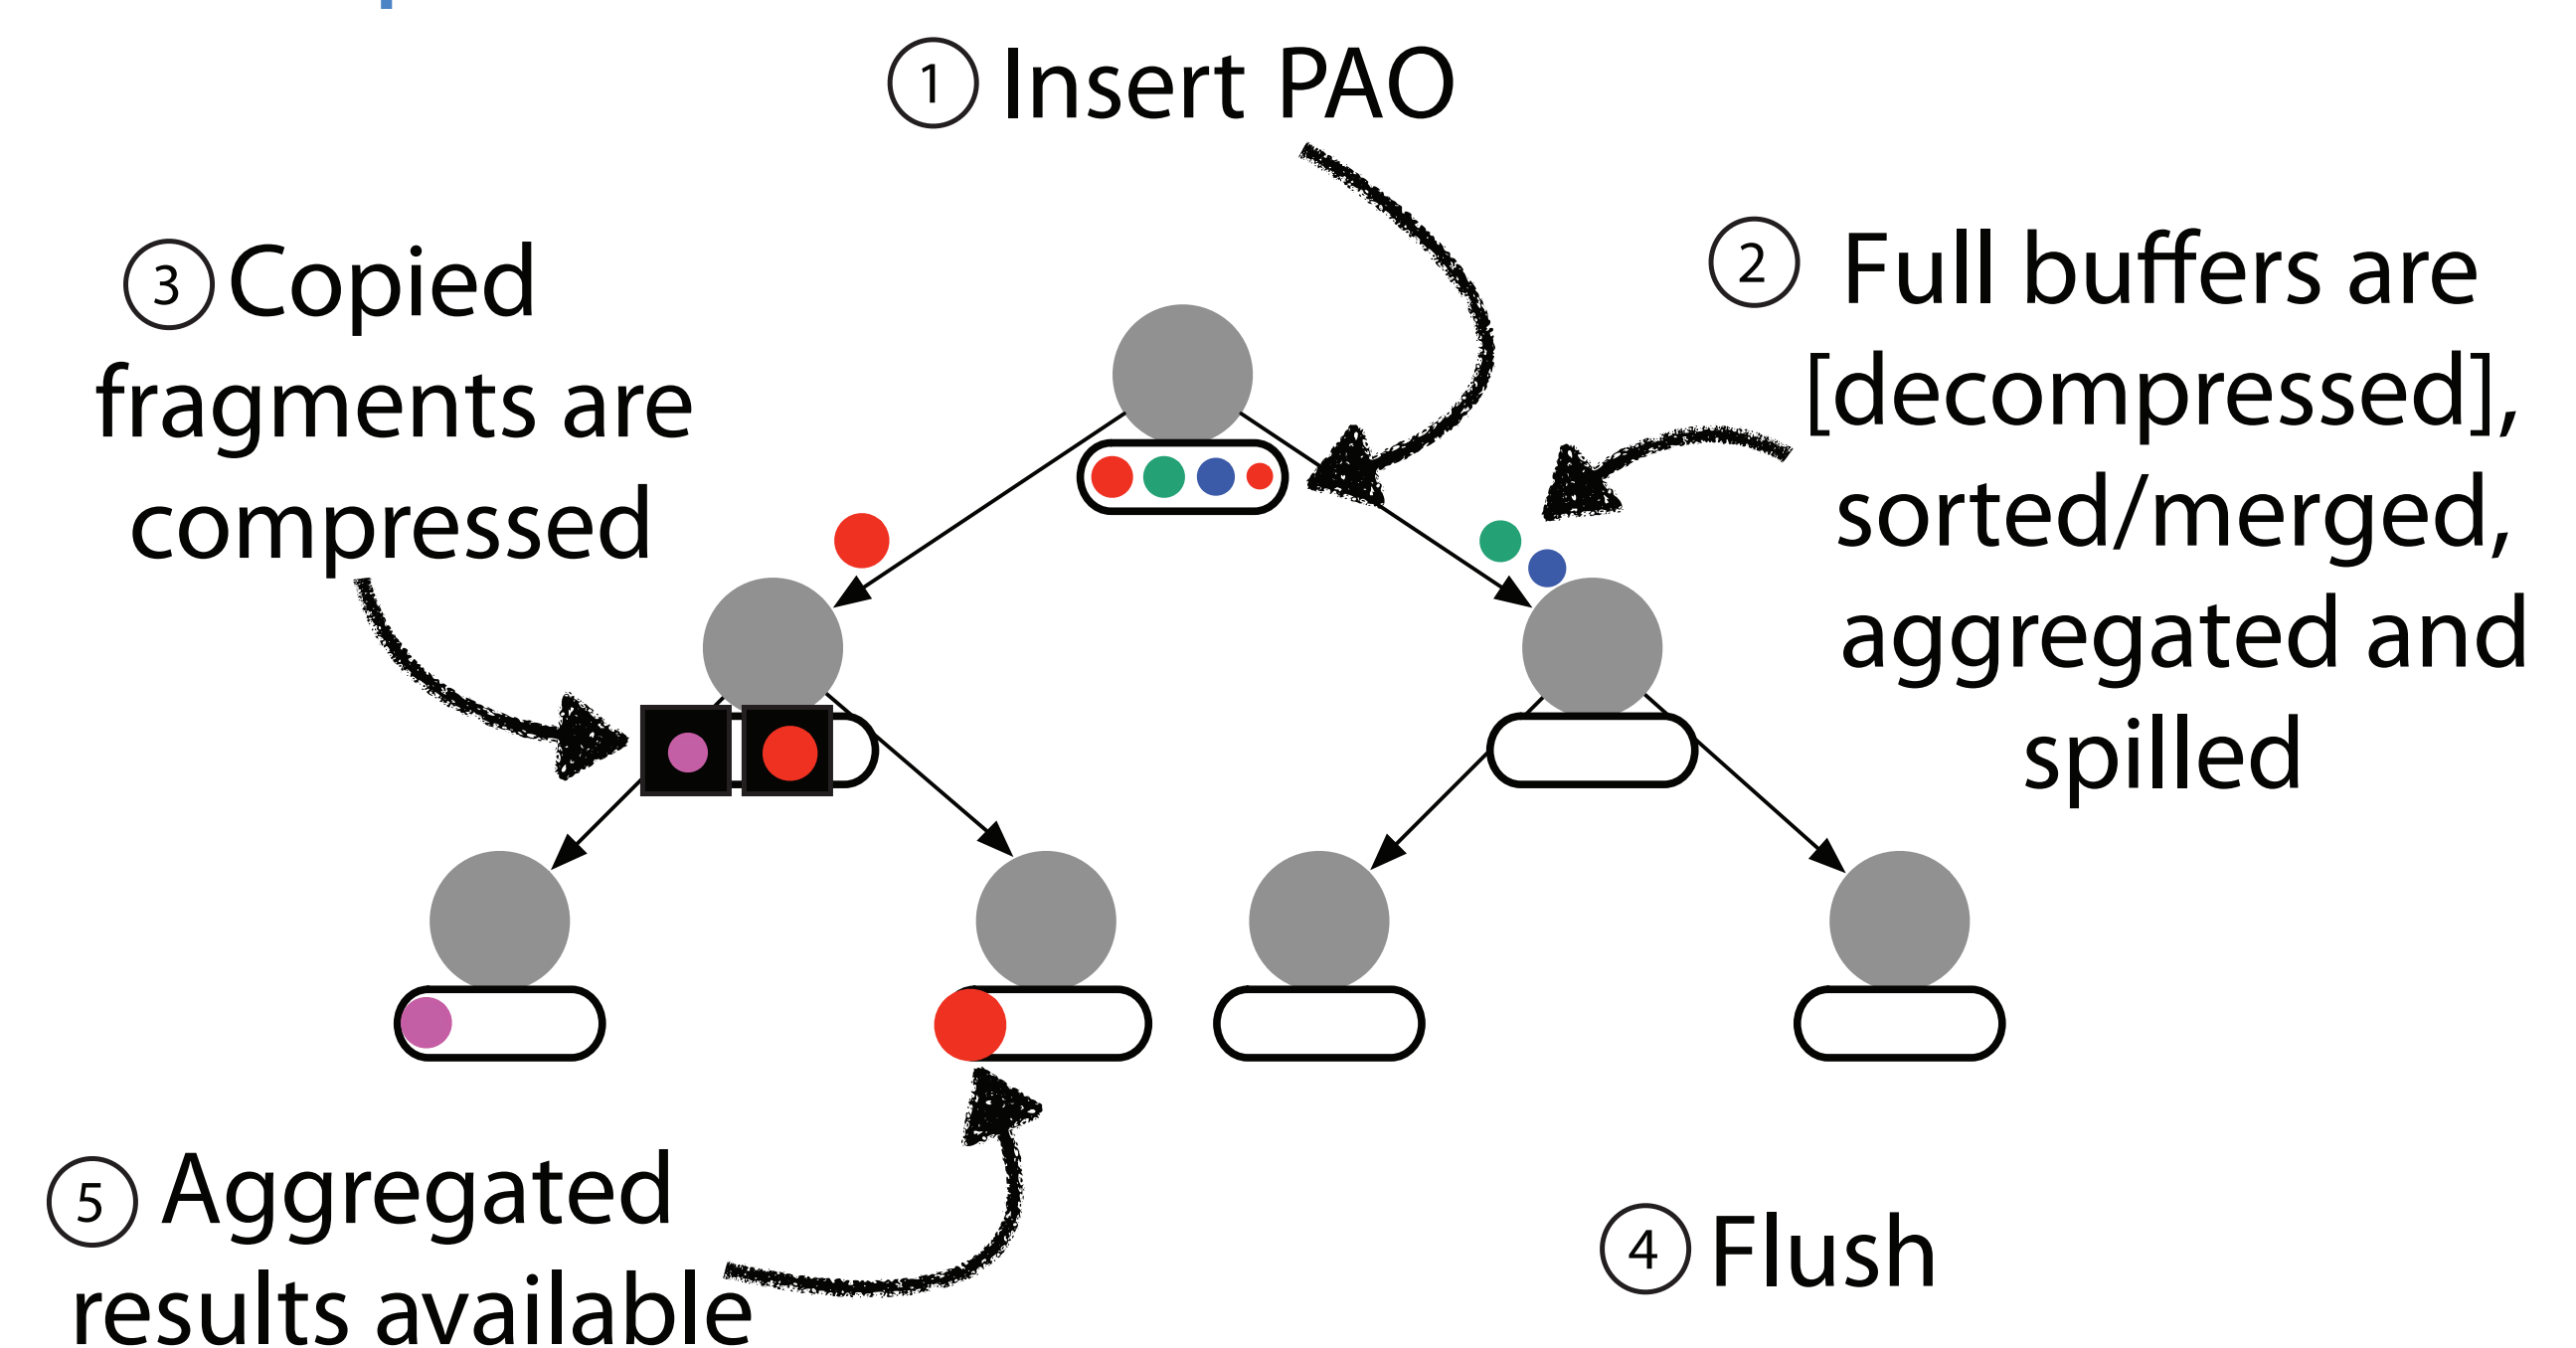 1 Insert PAO
2 Full buffers are
[decompressed],
sorted/merged,
aggregated and
spilled
3 Copied
fragments are
compressed
4 Flush
5 Aggregated
results available